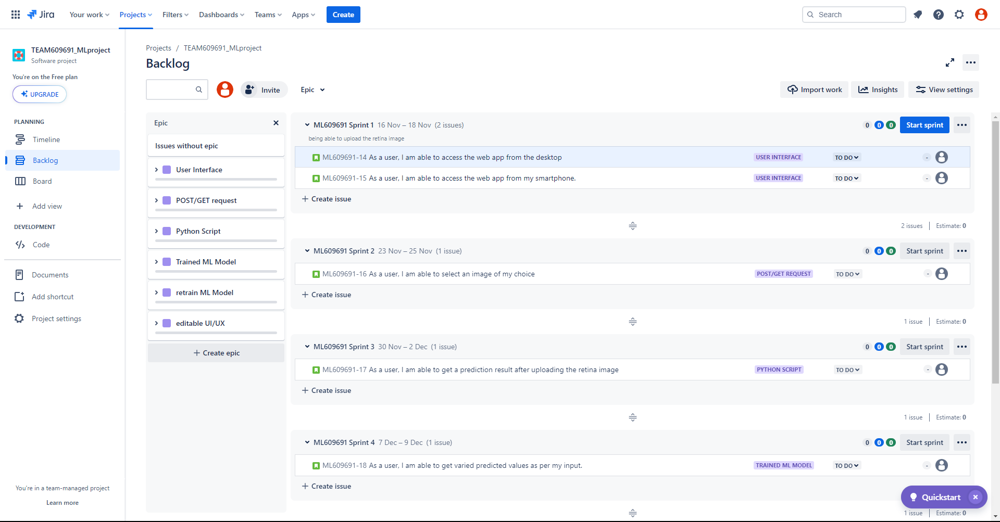 Jira Your work Projects Filters Dashboards Teams Apps Create Search
TEAM609691_MLproject
Software project
You're on the Free plan
UPGRADE
PLANNING
Timeline
Backlog
Board
Add view
DEVELOPMENT
Code
Documents
Add shortcut
Project settings
You're in a team-managed project
Learn more
Projects / TEAM609691_MLproject
Backlog
Invite Epic Import work Insights View settings
Epic
Issues without epic
User Interface
POST/GET request
Python Script
Trained ML Model
retrain ML Model
editable UI/UX
+ Create epic
ML609691 Sprint 1 16 Nov – 18 Nov (2 issues) 0 0 0 Start sprint
being able to upload the retina image
ML609691-14 As a user, I am able to access the web app from the desktop USER INTERFACE TO DO -
ML609691-15 As a user, I am able to access the web app from my smartphone. USER INTERFACE TO DO -
+ Create issue
2 issues Estimate: 0
ML609691 Sprint 2 23 Nov – 25 Nov (1 issue) 0 0 0 Start sprint
ML609691-16 As a user, I am able to select an image of my choice POST/GET REQUEST TO DO -
+ Create issue
1 issue Estimate: 0
ML609691 Sprint 3 30 Nov – 2 Dec (1 issue) 0 0 0 Start sprint
ML609691-17 As a user, I am able to get a prediction result after uploading the retina image PYTHON SCRIPT TO DO -
+ Create issue
1 issue Estimate: 0
ML609691 Sprint 4 7 Dec – 9 Dec (1 issue) 0 0 0 Start sprint
ML609691-18 As a user, I am able to get varied predicted values as per my input. TRAINED ML MODEL TO DO -
+ Create issue
Quickstart
1 issue Estimate: 0